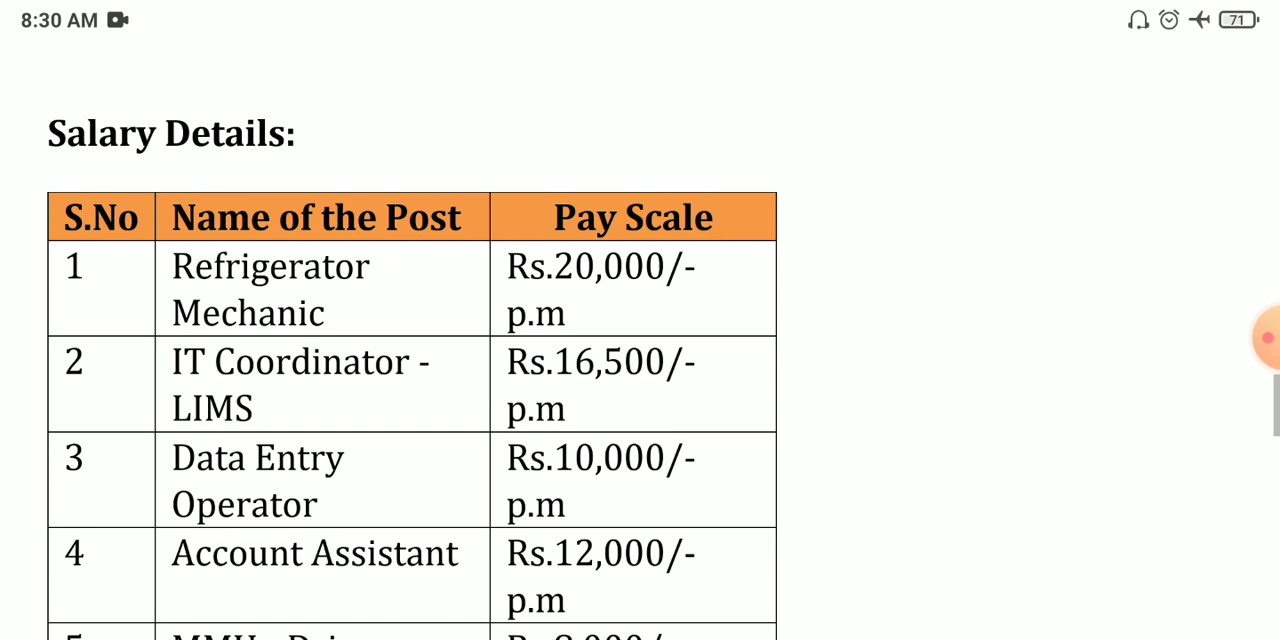 8:30 AM
71
Salary Details:
S.No Name of the Post Pay Scale
1 Refrigerator Rs.20,000/-
Mechanic p.m
2 IT Coordinator - Rs.16,500/-
LIMS p.m
3 Data Entry Rs.10,000/-
Operator p.m
4 Account Assistant Rs.12,000/-
p.m